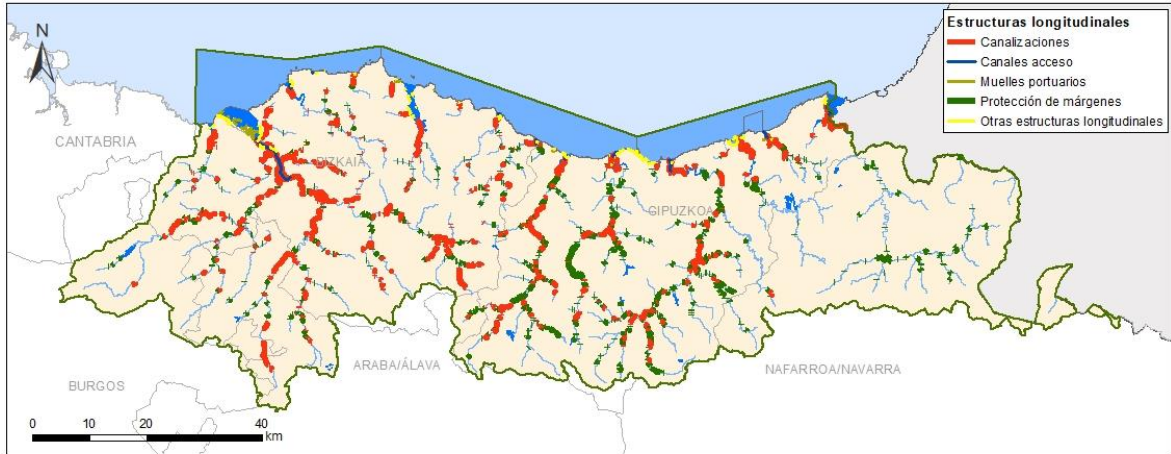 N
Estructuras longitudinales
Canalizaciones
Canales acceso
Muelles portuarios
Protección de márgenes
Otras estructuras longitudinales
CANTABRIA
BIZKAIA
GIPUZKOA
ARABA/ÁLAVA
NAFARROA/NAVARRA
BURGOS
0 10 20 40
km